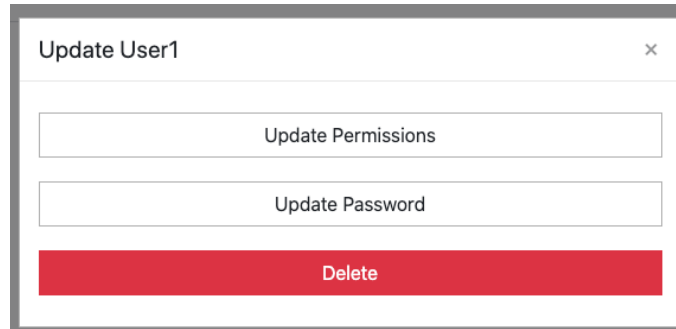 Update User1 ×
Update Permissions
Update Password
Delete